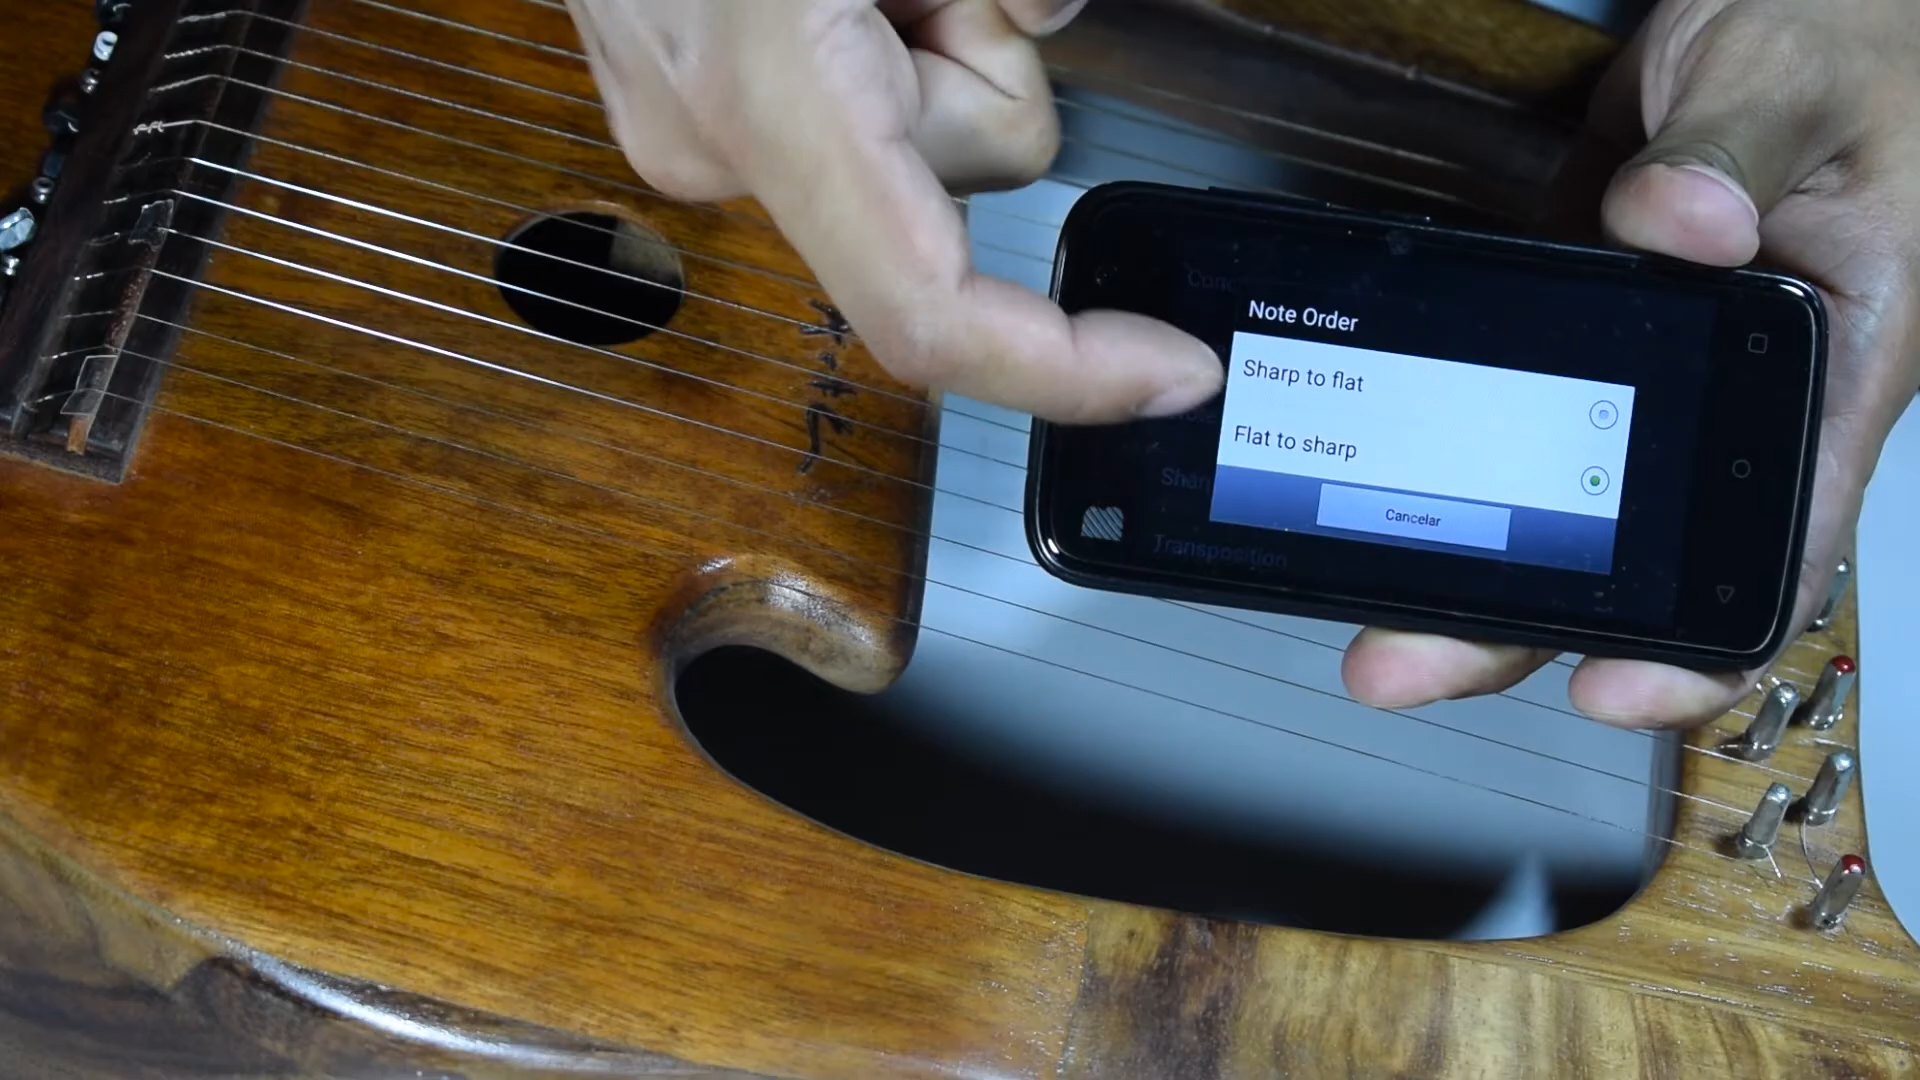 Note Order
Sharp to flat
Flat to sharp
Cancelar
Transposition